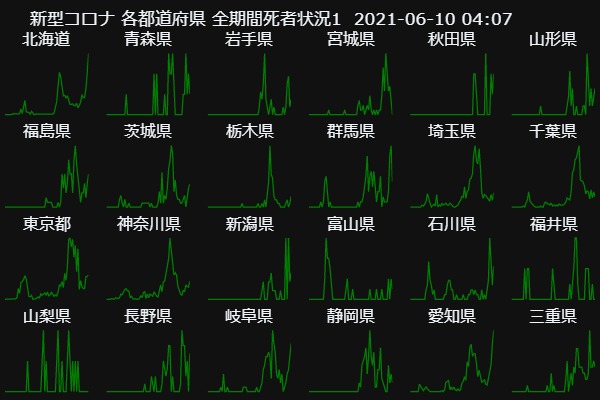 新型コロナ 各都道府県 全期間死者状況1 2021-06-10 04:07
北海道 青森県 岩手県 宮城県 秋田県 山形県
福島県 茨城県 栃木県 群馬県 埼玉県 千葉県
東京都 神奈川県 新潟県 富山県 石川県 福井県
山梨県 長野県 岐阜県 静岡県 愛知県 三重県